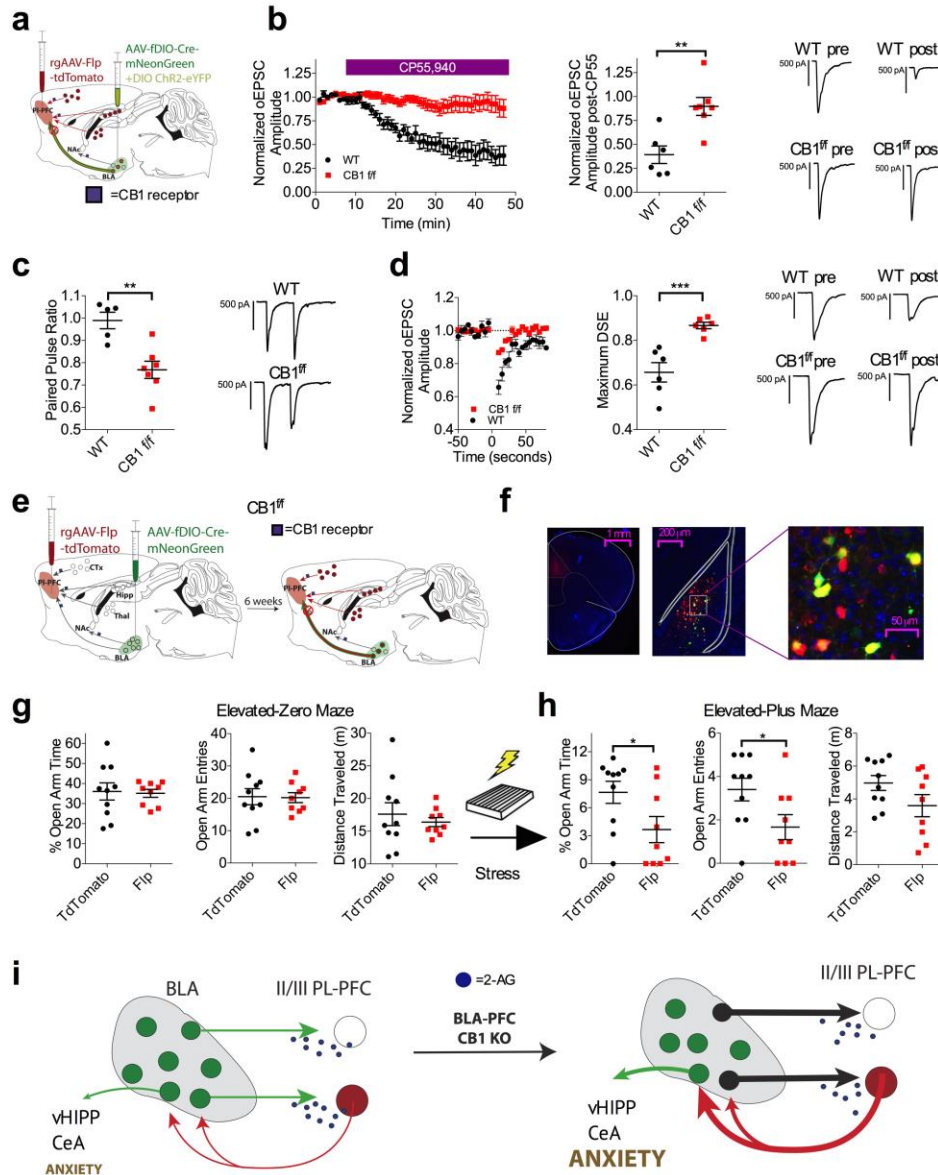 a
rgAAV-Flp
-tdTomato
AAV-fDIO-Cre-
mNeonGreen
+DIO ChR2-eYFP
Pl-PFC
NAc
BLA
=CB1 receptor
b
CP55,940
Normalized oEPSC
Amplitude
1.25
1.00
0.75
0.50
0.25
0.00
WT
CB1 f/f
0 10 20 30 40 50
Time (min)
Normalized oEPSC
Amplitude post-CP55
**
1.25
1.00
0.75
0.50
0.25
0.00
WT
CB1 f/f
WT pre
WT post
500 pA
500 pA
CB1f/f pre
CB1f/f post
500 pA
500 pA
c
Paired Pulse Ratio
**
1.1
1.0
0.9
0.8
0.7
0.6
0.5
WT
CB1 f/f
WT
500 pA
CB1f/f
500 pA
d
Normalized oEPSC
Amplitude
1.2
1.0
0.8
0.6
0.4
CB1 f/f
WT
-50 0 50
Time (seconds)
Maximum DSE
***
1.0
0.9
0.8
0.7
0.6
0.5
0.4
WT
CB1 f/f
WT pre
WT post
500 pA
500 pA
CB1f/f pre
CB1f/f post
500 pA
500 pA
e
rgAAV-Flp
-tdTomato
AAV-fDIO-Cre-
mNeonGreen
CTx
Pl-PFC
Hipp
Thal
NAc
BLA
6 weeks
CB1f/f
=CB1 receptor
Pl-PFC
NAc
BLA
f
1 mm
200 µm
50 µm
g
Elevated-Zero Maze
% Open Arm Time
60
50
40
30
20
10
0
TdTomato
Flp
Open Arm Entries
40
30
20
10
0
TdTomato
Flp
Distance Traveled (m)
30
25
20
15
10
TdTomato
Flp
Stress
h
Elevated-Plus Maze
% Open Arm Time
*
12
9
6
3
0
TdTomato
Flp
Open Arm Entries
*
6
4
2
0
TdTomato
Flp
Distance Traveled (m)
8
6
4
2
0
TdTomato
Flp
i
BLA
II/III PL-PFC
vHIPP
CeA
ANXIETY
=2-AG
BLA-PFC
CB1 KO
II/III PL-PFC
vHIPP
CeA
ANXIETY